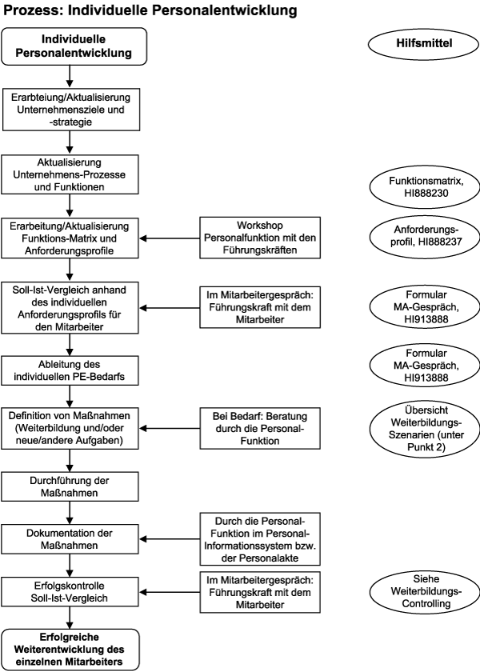 Prozess: Individuelle Personalentwicklung
Individuelle
Personalentwicklung
Hilfsmittel
Erarbteiung/Aktualisierung
Unternehmensziele und
-strategie
Aktualisierung
Unternehmens-Prozesse
und Funktionen
Funktionsmatrix,
HI888230
Erarbeitung/Aktualisierung
Funktions-Matrix und
Anforderungsprofile
Workshop
Personalfunktion mit den
Führungskräften
Anforderungs-
profil, HI888237
Soll-Ist-Vergleich anhand
des individuellen
Anforderungsprofils für
den Mitarbeiter
Im Mitarbeitergespräch:
Führungskraft mit dem
Mitarbeiter
Formular
MA-Gespräch,
HI913888
Ableitung des
individuellen PE-Bedarfs
Formular
MA-Gespräch,
HI913888
Definition von Maßnahmen
(Weiterbildung und/oder
neue/andere Aufgaben)
Bei Bedarf: Beratung
durch die Personal-
Funktion
Übersicht
Weiterbildungs-
Szenarien (unter
Punkt 2)
Durchführung der
Maßnahmen
Dokumentation der
Maßnahmen
Durch die Personal-
Funktion im Personal-
Informationssystem bzw.
der Personalakte
Erfolgskontrolle
Soll-Ist-Vergleich
Im Mitarbeitergespräch:
Führungskraft mit dem
Mitarbeiter
Siehe
Weiterbildungs-
Controlling
Erfolgreiche
Weiterentwicklung des
einzelnen Mitarbeiters